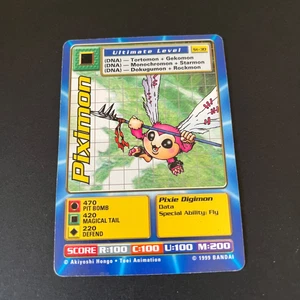 Ultimate Level
(DNA) — Tortomon + Gekomon
(DNA) — Monochromon + Starmon
(DNA) — Dokugumon + Rockmon
Piximon
470
PIT BOMB
420
MAGICAL TAIL
220
DEFEND
Pixie Digimon
Data
Special Ability: Fly
SCORE R:100 C:100 U:100 M:200
© Akiyoshi Hongo • Toei Animation
© 1999 BANDAI